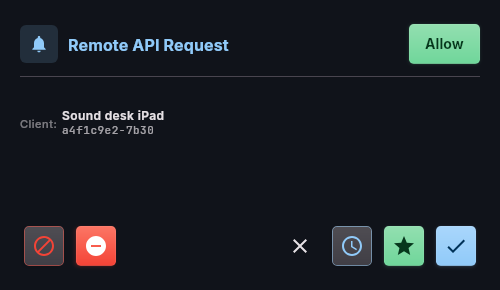 Remote API Request
Allow
Client:
Sound desk iPad
a4f1c9e2-7b30